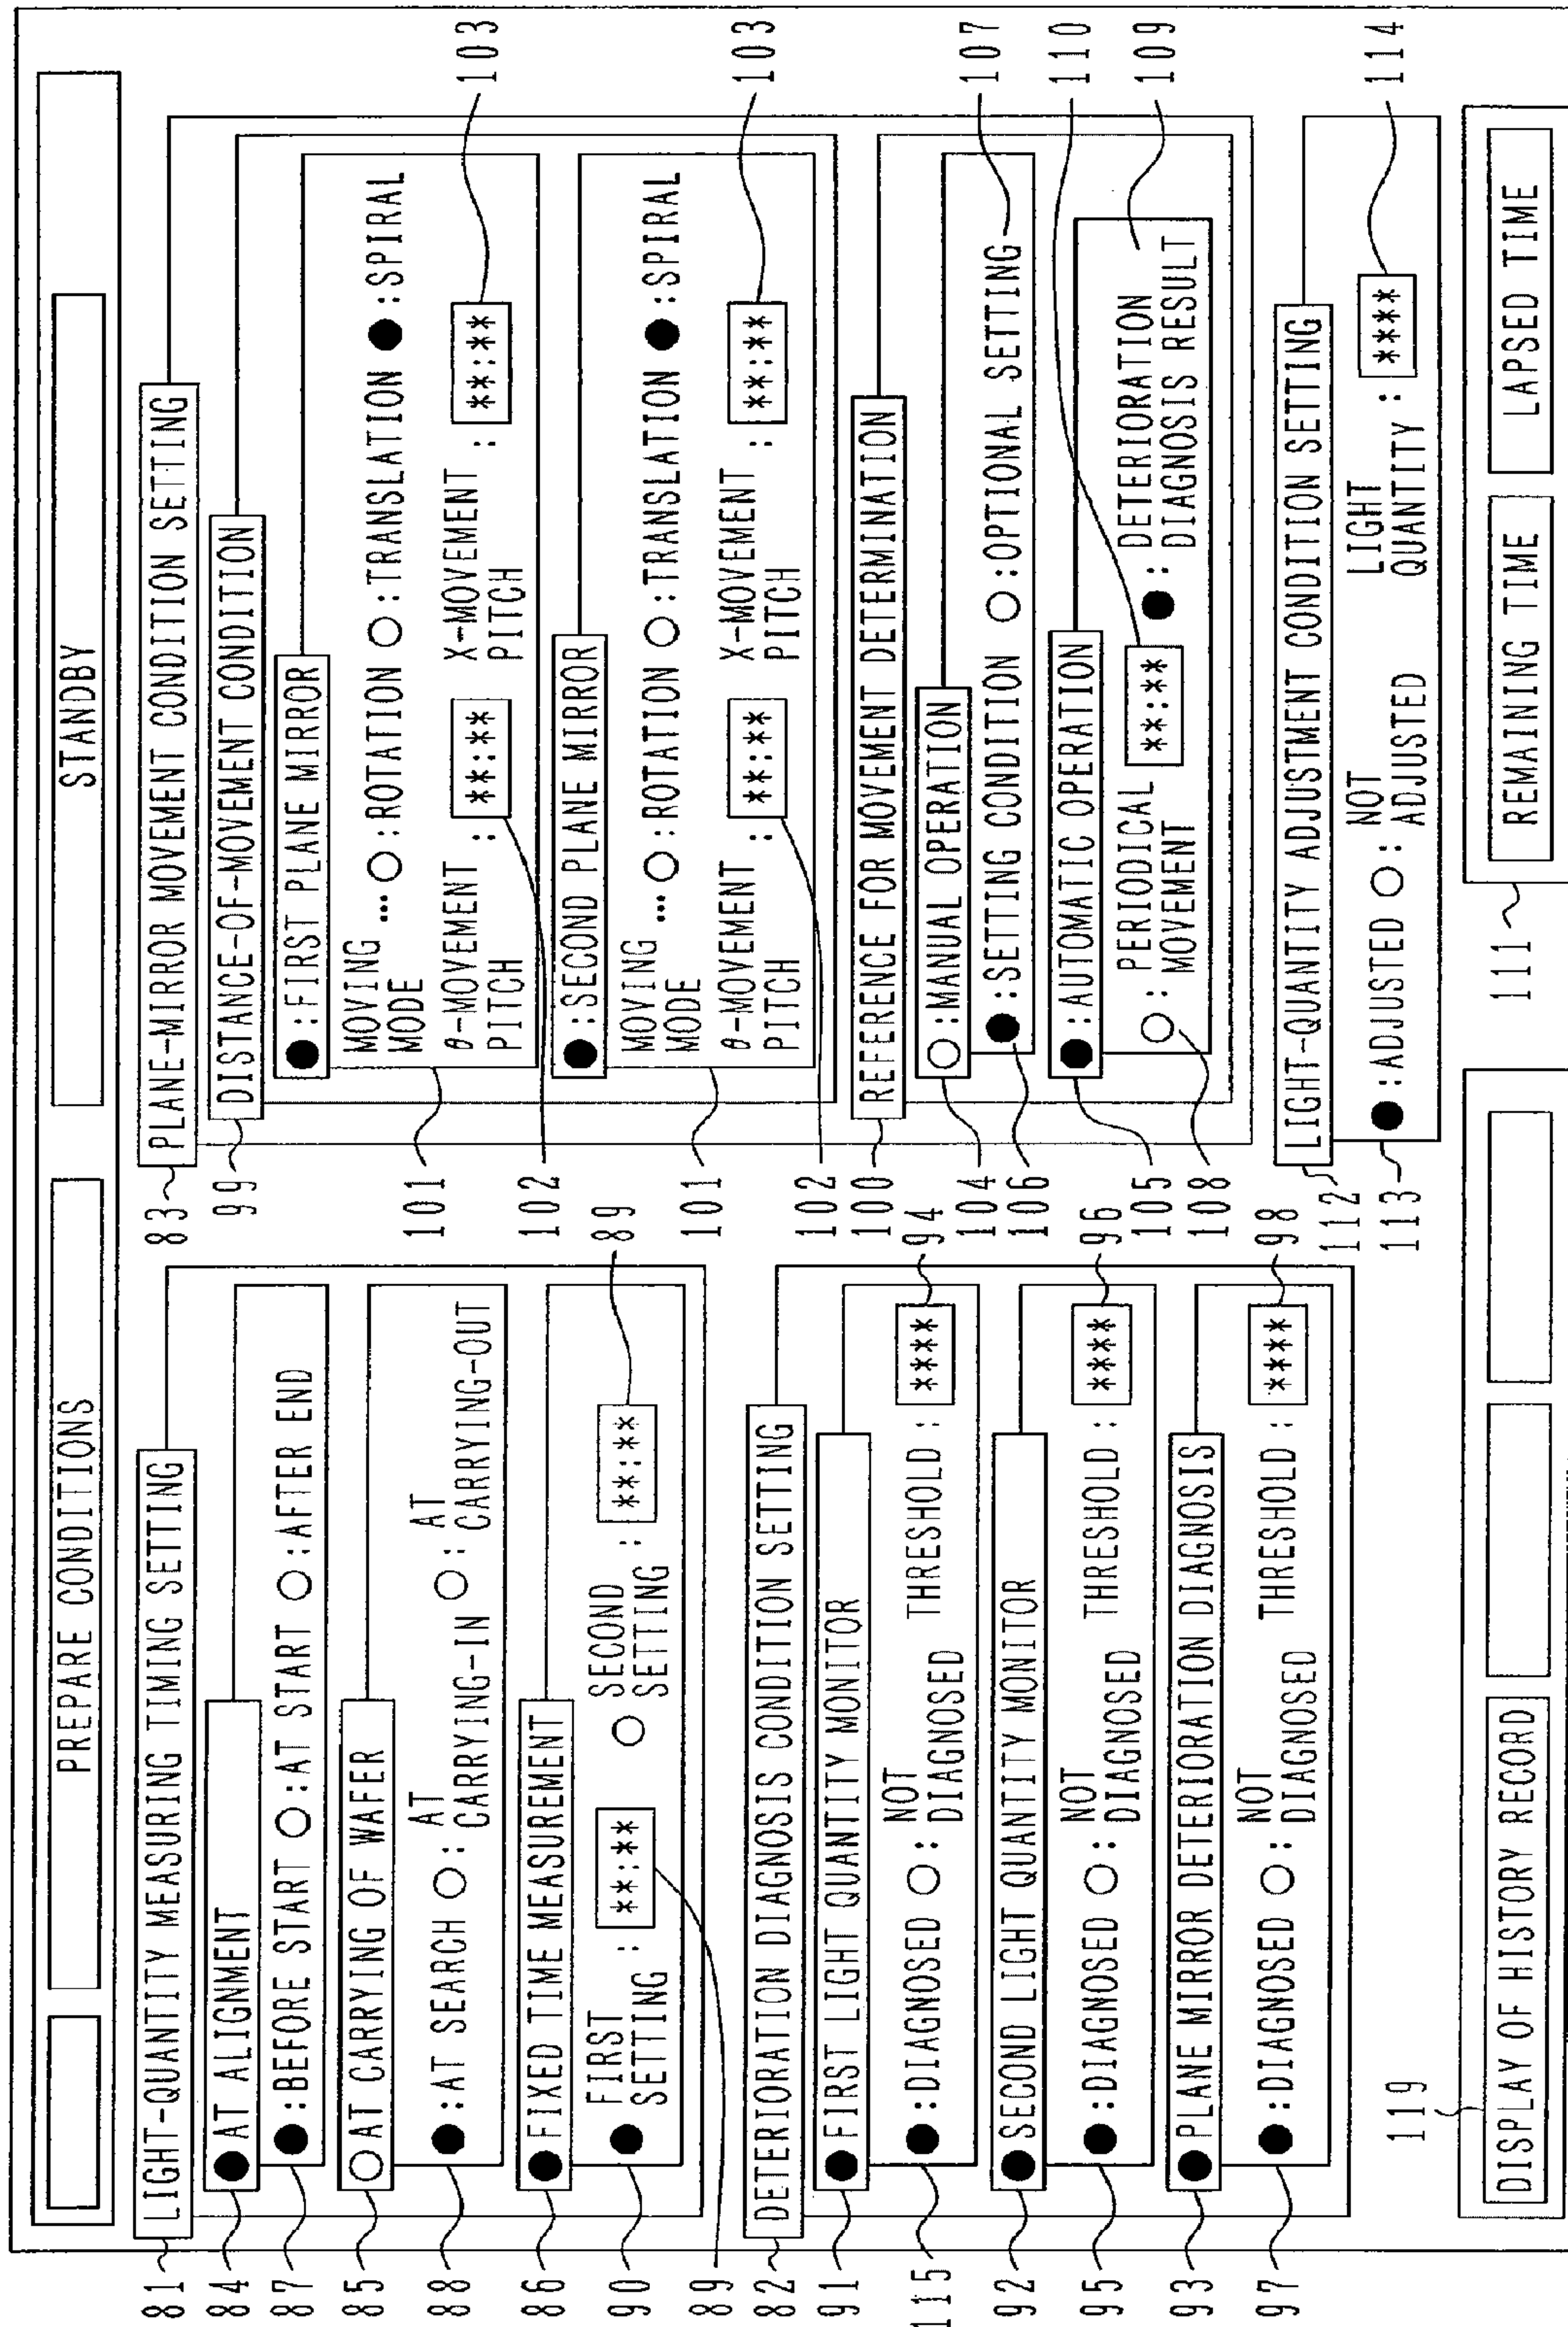 PREPARE CONDITIONS
STANDBY
81
LIGHT-QUANTITY MEASURING TIMING SETTING
84
● AT ALIGNMENT
87
●:BEFORE START ○:AT START ○:AFTER END
85
○AT CARRYING OF WAFER
88
●:AT SEARCH ○: AT CARRYING-IN ○: AT CARRYING-OUT
86
● FIXED TIME MEASUREMENT
90
● FIRST SETTING : **:** ○ SECOND SETTING : **:**
89
89
82
DETERIORATION DIAGNOSIS CONDITION SETTING
91
● FIRST LIGHT QUANTITY MONITOR
115
●:DIAGNOSED ○: NOT DIAGNOSED THRESHOLD : ****
94
92
● SECOND LIGHT QUANTITY MONITOR
95
●:DIAGNOSED ○: NOT DIAGNOSED THRESHOLD : ****
96
93
● PLANE MIRROR DETERIORATION DIAGNOSIS
97
●:DIAGNOSED ○: NOT DIAGNOSED THRESHOLD : ****
98
83
PLANE-MIRROR MOVEMENT CONDITION SETTING
99
DISTANCE-OF-MOVEMENT CONDITION
●:FIRST PLANE MIRROR
101
MOVING MODE … ○:ROTATION ○:TRANSLATION ●:SPIRAL
θ-MOVEMENT PITCH : **:** X-MOVEMENT PITCH : **:**
102
103
●:SECOND PLANE MIRROR
101
MOVING MODE … ○:ROTATION ○:TRANSLATION ●:SPIRAL
θ-MOVEMENT PITCH : **:** X-MOVEMENT PITCH : **:**
102
103
100
REFERENCE FOR MOVEMENT DETERMINATION
104
○:MANUAL OPERATION
106
●:SETTING CONDITION ○:OPTIONAL SETTING
107
105
●:AUTOMATIC OPERATION
108
○: PERIODICAL MOVEMENT **:** ●: DETERIORATION DIAGNOSIS RESULT
110
109
112
LIGHT-QUANTITY ADJUSTMENT CONDITION SETTING
113
●:ADJUSTED ○: NOT ADJUSTED LIGHT QUANTITY : ****
114
119
DISPLAY OF HISTORY RECORD
111
REMAINING TIME
LAPSED TIME